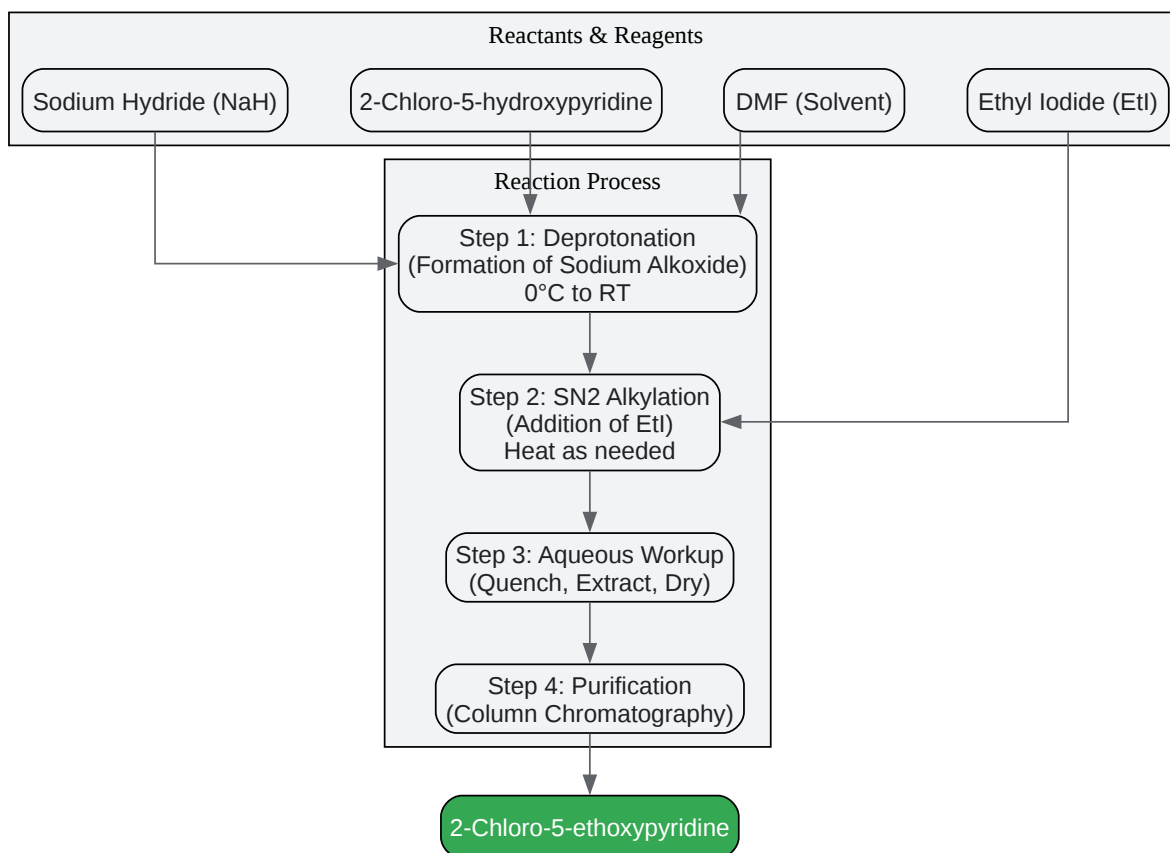 Reactants & Reagents
Sodium Hydride (NaH)
2-Chloro-5-hydroxypyridine
DMF (Solvent)
Ethyl Iodide (EtI)
Reaction Process
Step 1: Deprotonation
(Formation of Sodium Alkoxide)
0°C to RT
Step 2: SN2 Alkylation
(Addition of EtI)
Heat as needed
Step 3: Aqueous Workup
(Quench, Extract, Dry)
Step 4: Purification
(Column Chromatography)
2-Chloro-5-ethoxypyridine